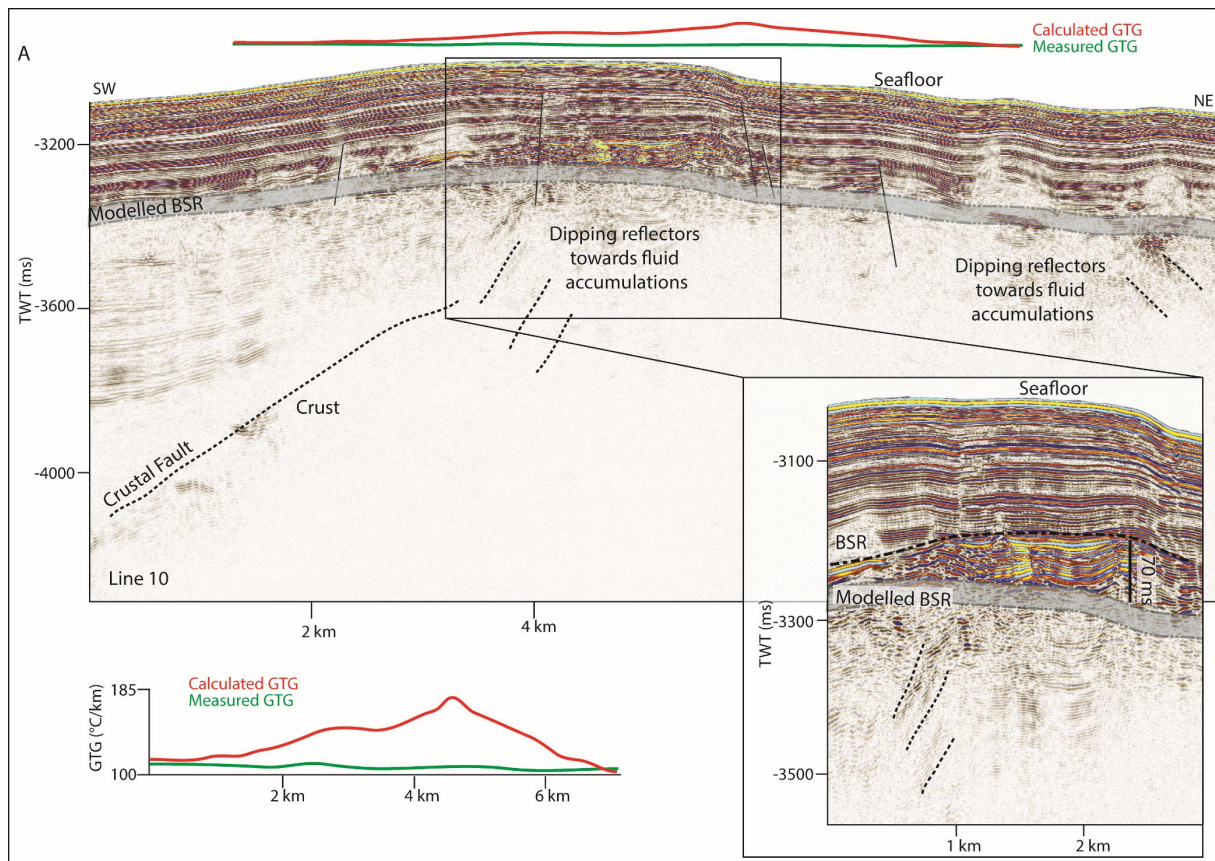 A
Calculated GTG
Measured GTG
SW
Seafloor
NE
-3200
Modelled BSR
Dipping reflectors
towards fluid
accumulations
Dipping reflectors
towards fluid
accumulations
TWT (ms)
-3600
Crust
-4000
Crustal Fault
Line 10
2 km
4 km
Seafloor
-3100
BSR
70 ms
Modelled BSR
TWT (ms)
-3300
-3500
1 km
2 km
Calculated GTG
Measured GTG
185
GTG (°C/km)
100
2 km
4 km
6 km